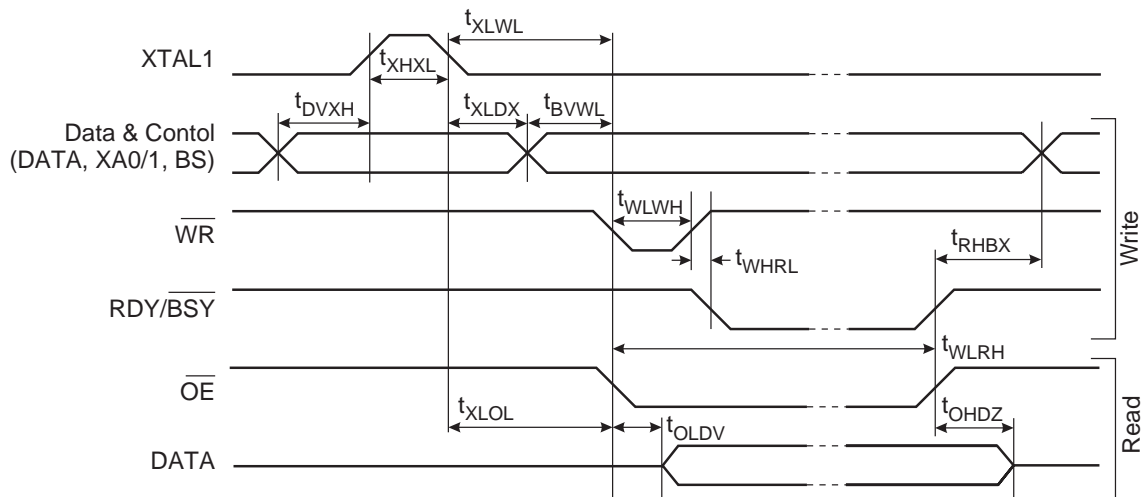 tXLWL
XTAL1
tXHXL
tDVXH
tXLDX
tBVWL
Data & Contol
(DATA, XA0/1, BS)
tWLWH
WR
tWHRL
tRHBX
Write
RDY/BSY
tWLRH
OE
tXLOL
tOLDV
tOHDZ
Read
DATA